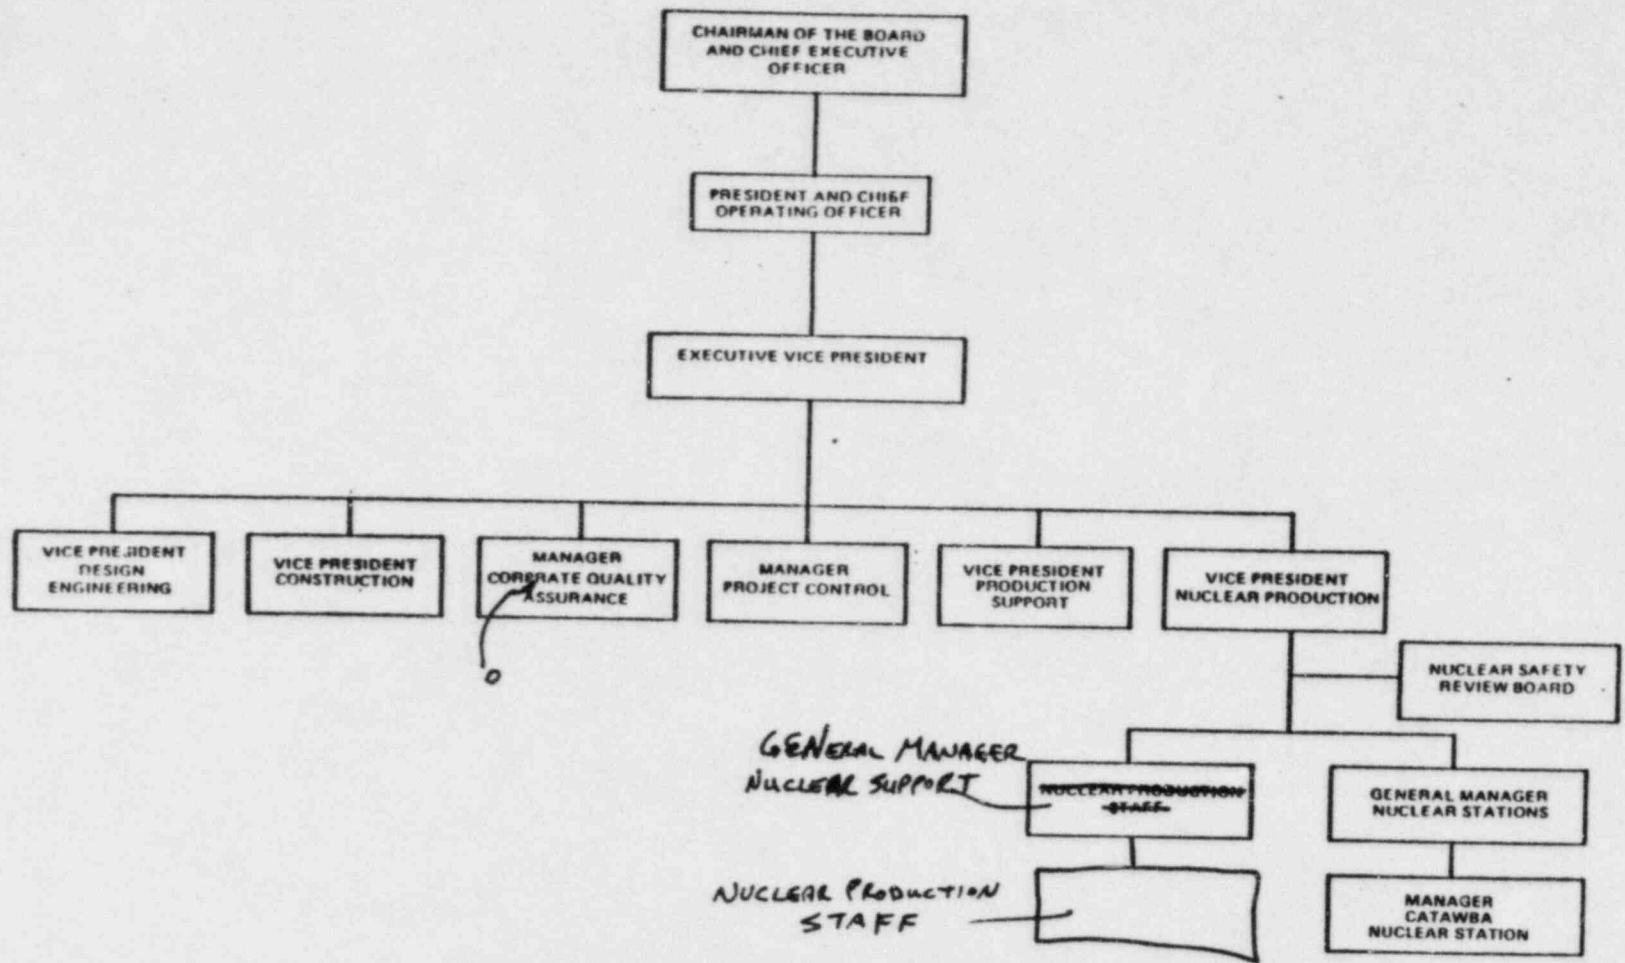 CHAIRMAN OF THE BOARD
AND CHIEF EXECUTIVE
OFFICER
PRESIDENT AND CHIEF
OPERATING OFFICER
EXECUTIVE VICE PRESIDENT
VICE PRESIDENT
DESIGN
ENGINEERING
VICE PRESIDENT
CONSTRUCTION
MANAGER
CORPRATE QUALITY
ASSURANCE
o
MANAGER
PROJECT CONTROL
VICE PRESIDENT
PRODUCTION
SUPPORT
VICE PRESIDENT
NUCLEAR PRODUCTION
NUCLEAR SAFETY
REVIEW BOARD
GENERAL MANAGER
NUCLEAR SUPPORT
NUCLEAR PRODUCTION
STAFF
GENERAL MANAGER
NUCLEAR STATIONS
NUCLEAR PRODUCTION
STAFF
MANAGER
CATAWBA
NUCLEAR STATION